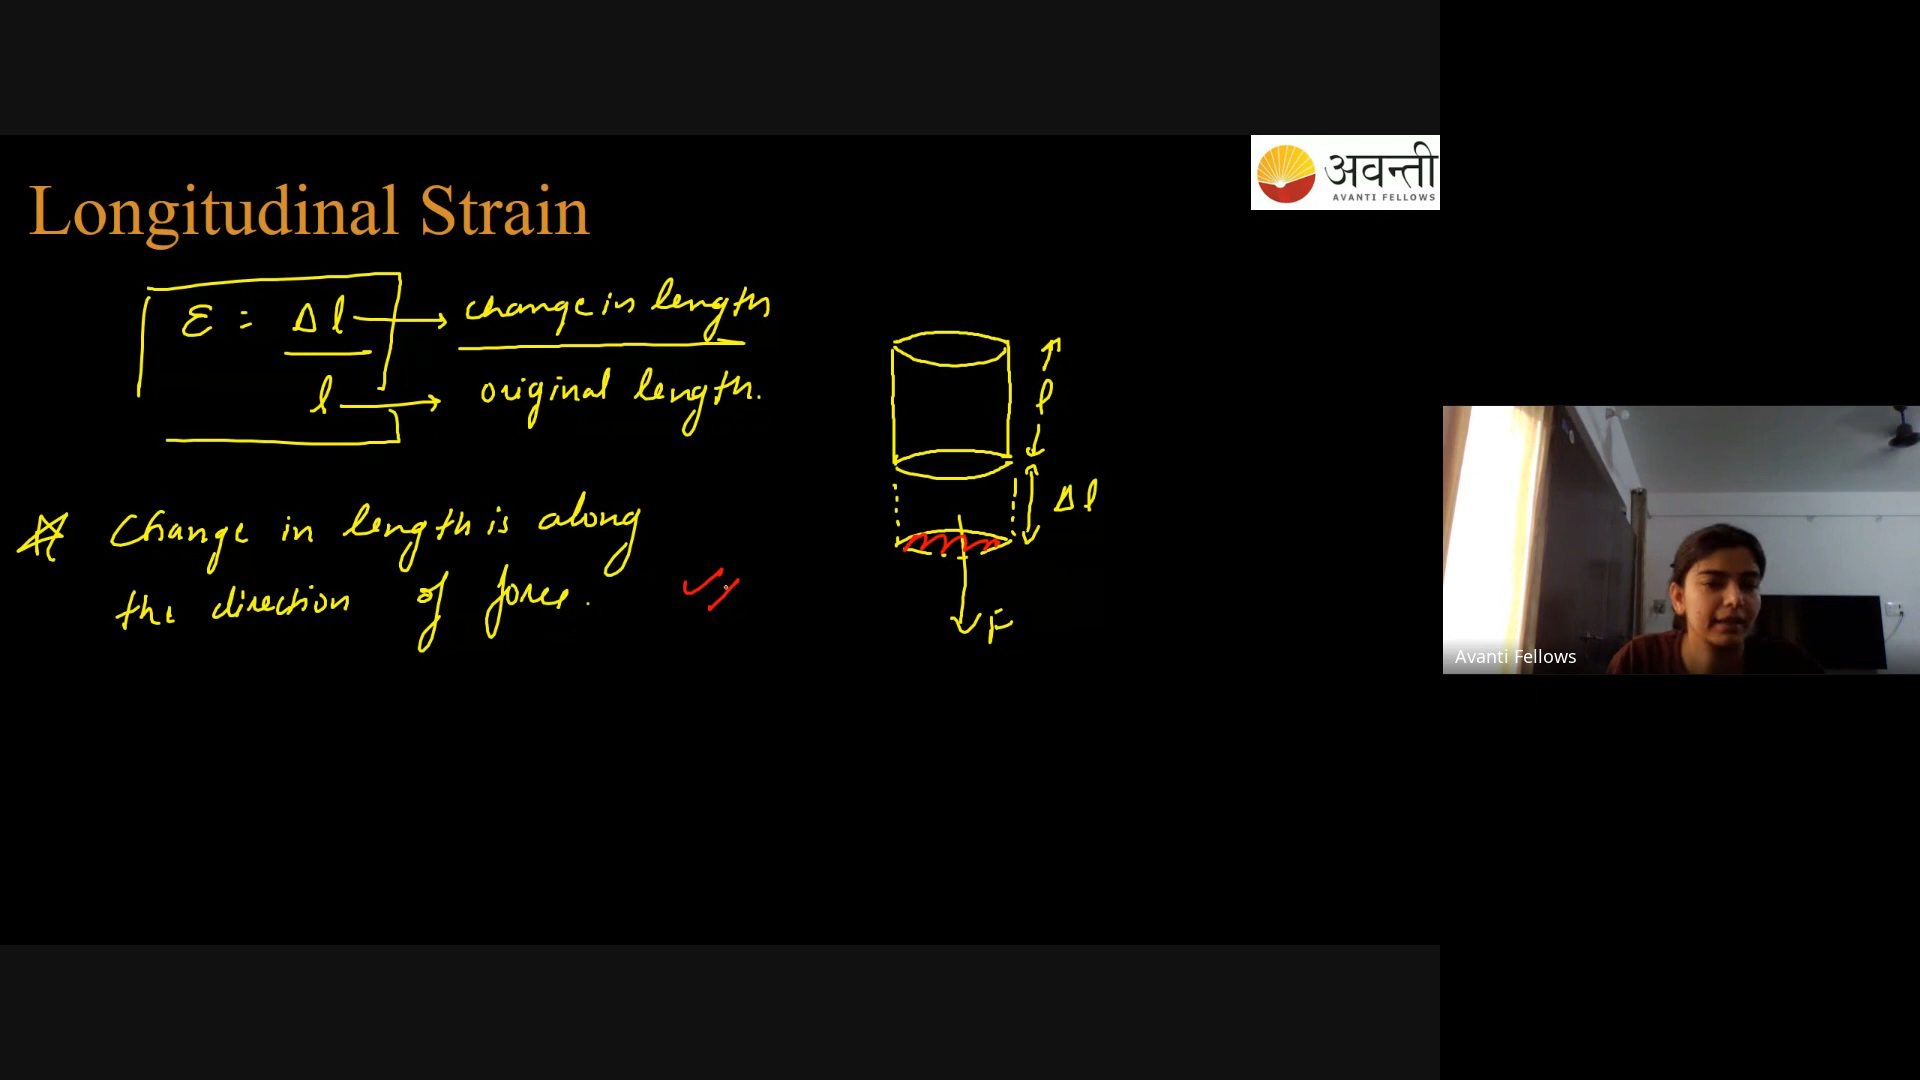 अवन्ती
AVANTI FELLOWS
Longitudinal Strain
ε = Δl → change in length
l → original length.
Change in length is along
the direction of force.
l
Δl
F
Avanti Fellows